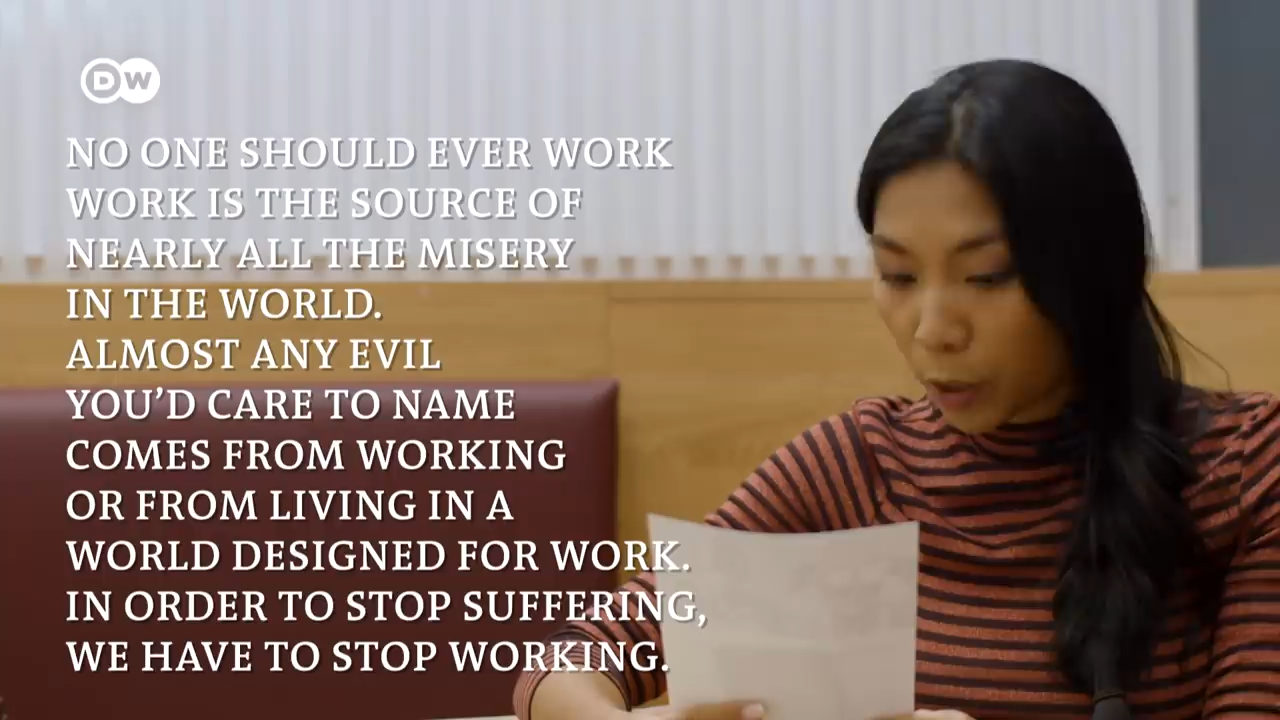 DW
NO ONE SHOULD EVER WORK
WORK IS THE SOURCE OF
NEARLY ALL THE MISERY
IN THE WORLD.
ALMOST ANY EVIL
YOU’D CARE TO NAME
COMES FROM WORKING
OR FROM LIVING IN A
WORLD DESIGNED FOR WORK.
IN ORDER TO STOP SUFFERING,
WE HAVE TO STOP WORKING.